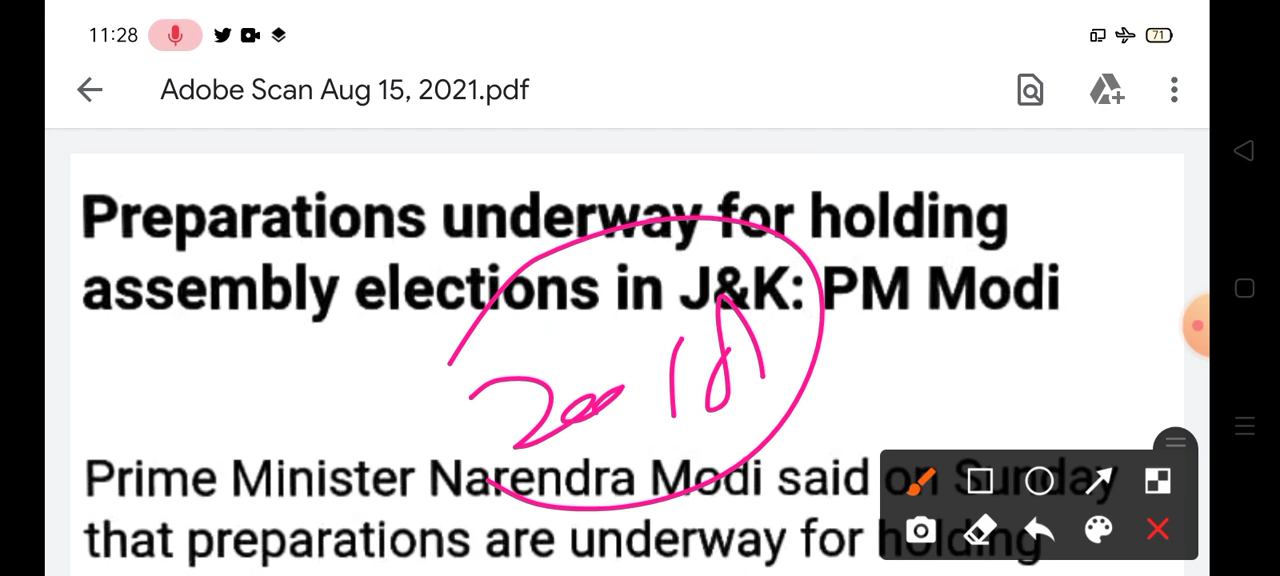 11:28
71
Adobe Scan Aug 15, 2021.pdf
Preparations underway for holding
assembly elections in J&K: PM Modi
Prime Minister Narendra Modi said on Sunday
that preparations are underway for holding